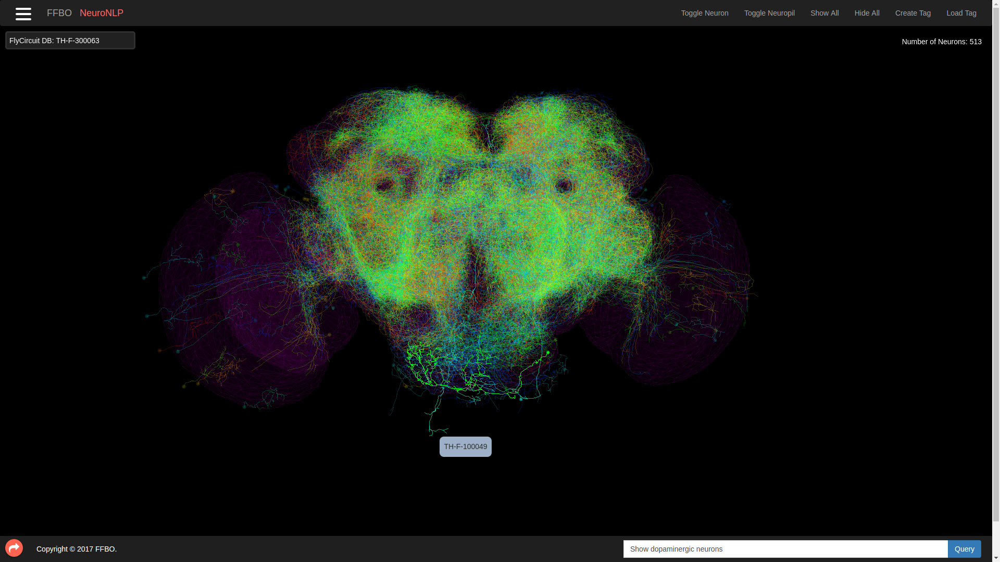 FFBO NeuroNLP
Toggle Neuron Toggle Neuropil Show All Hide All Create Tag Load Tag
FlyCircuit DB: TH-F-300063
Number of Neurons: 513
TH-F-100049
Copyright © 2017 FFBO.
Show dopaminergic neurons
Query